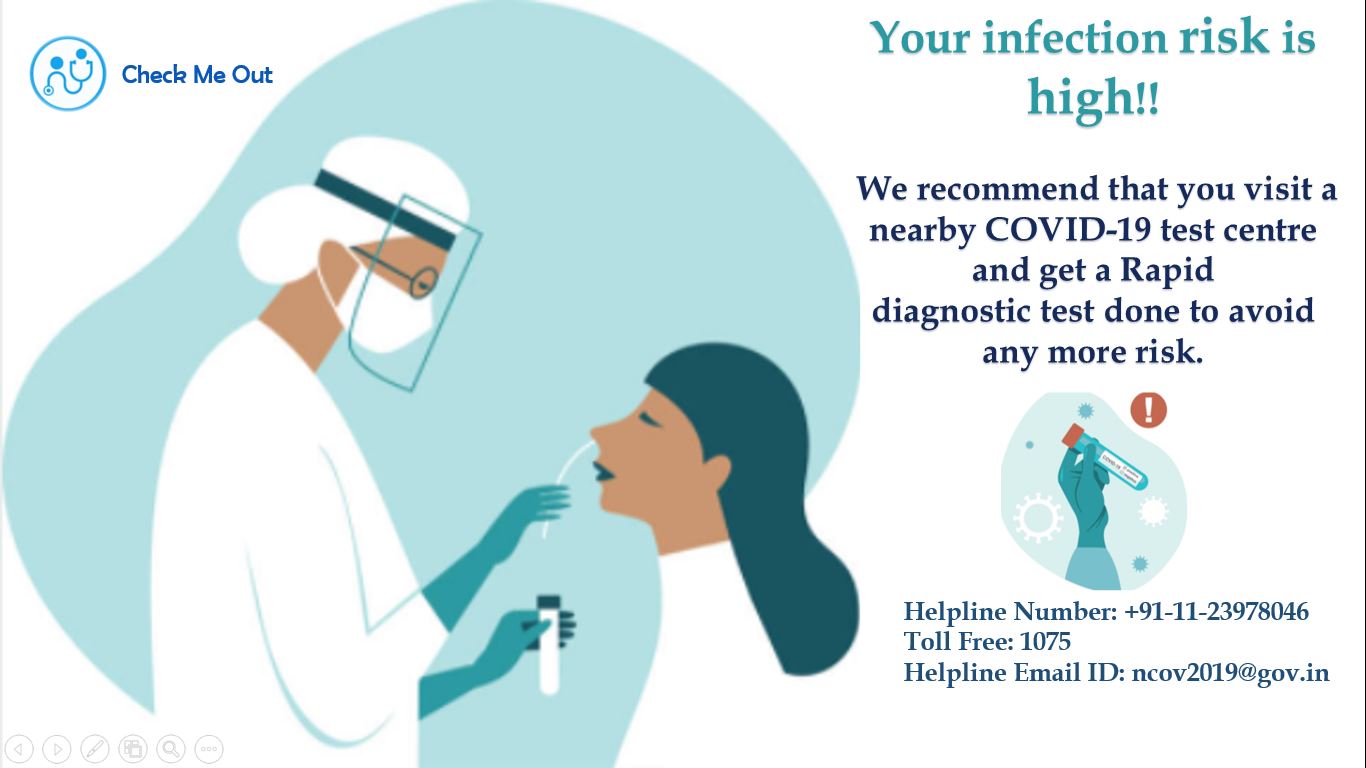 Check Me Out
Your infection risk is
high!!
We recommend that you visit a
nearby COVID-19 test centre
and get a Rapid
diagnostic test done to avoid
any more risk.
!
COVID-19
Helpline Number: +91-11-23978046
Toll Free: 1075
Helpline Email ID: ncov2019@gov.in